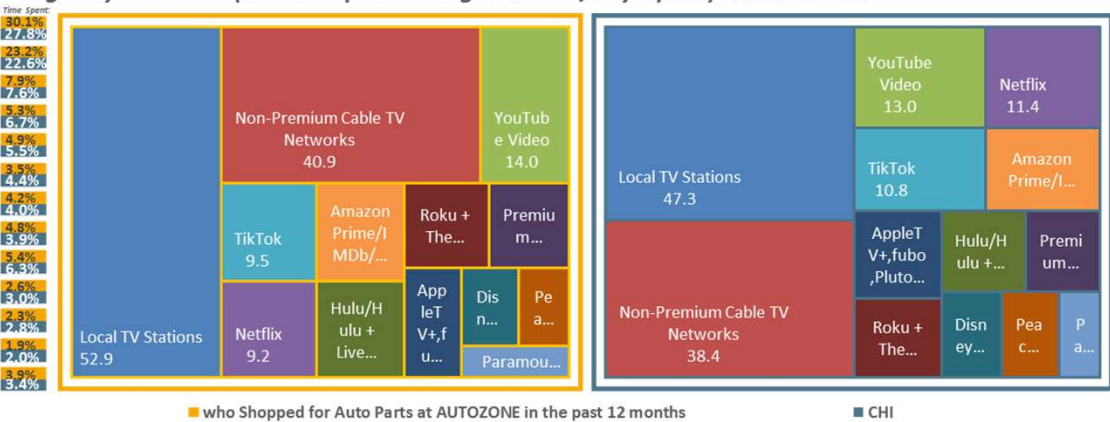 Time Spent:
30.1%
27.8%
23.2%
22.6%
7.9%
7.6%
5.3%
6.7%
4.9%
5.5%
3.5%
4.4%
4.2%
4.0%
4.8%
3.9%
5.4%
6.3%
2.6%
3.0%
2.3%
2.8%
1.9%
2.0%
3.9%
3.4%
Local TV Stations
52.9
Non-Premium Cable TV
Networks
40.9
YouTub
e Video
14.0
TikTok
9.5
Amazon
Prime/I
MDb/...
Roku +
The...
Premiu
m...
Netflix
9.2
Hulu/H
ulu +
Live...
App
leT
V+,f
u...
Dis
n...
Pe
a...
Paramou...
Local TV Stations
47.3
Non-Premium Cable TV
Networks
38.4
YouTube
Video
13.0
Netflix
11.4
TikTok
10.8
Amazon
Prime/I...
AppleT
V+,fubo
,Pluto...
Hulu/H
ulu +...
Premi
um...
Roku +
The...
Disn
ey...
Pea
c...
P
a...
who Shopped for Auto Parts at AUTOZONE in the past 12 months
CHI